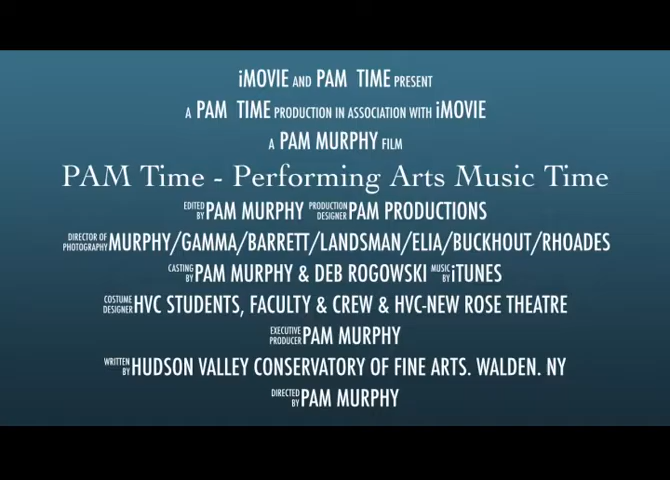 iMOVIE AND PAM TIME PRESENT
A PAM TIME PRODUCTION IN ASSOCIATION WITH iMOVIE
A PAM MURPHY FILM
PAM Time - Performing Arts Music Time
EDITED BY PAM MURPHY PRODUCTION DESIGNER PAM PRODUCTIONS
DIRECTOR OF PHOTOGRAPHY MURPHY/GAMMA/BARRETT/LANDSMAN/ELIA/BUCKHOUT/RHOADES
CASTING BY PAM MURPHY & DEB ROGOWSKI MUSIC BY iTUNES
COSTUME DESIGNER HVC STUDENTS, FACULTY & CREW & HVC-NEW ROSE THEATRE
EXECUTIVE PRODUCER PAM MURPHY
WRITTEN BY HUDSON VALLEY CONSERVATORY OF FINE ARTS. WALDEN. NY
DIRECTED BY PAM MURPHY